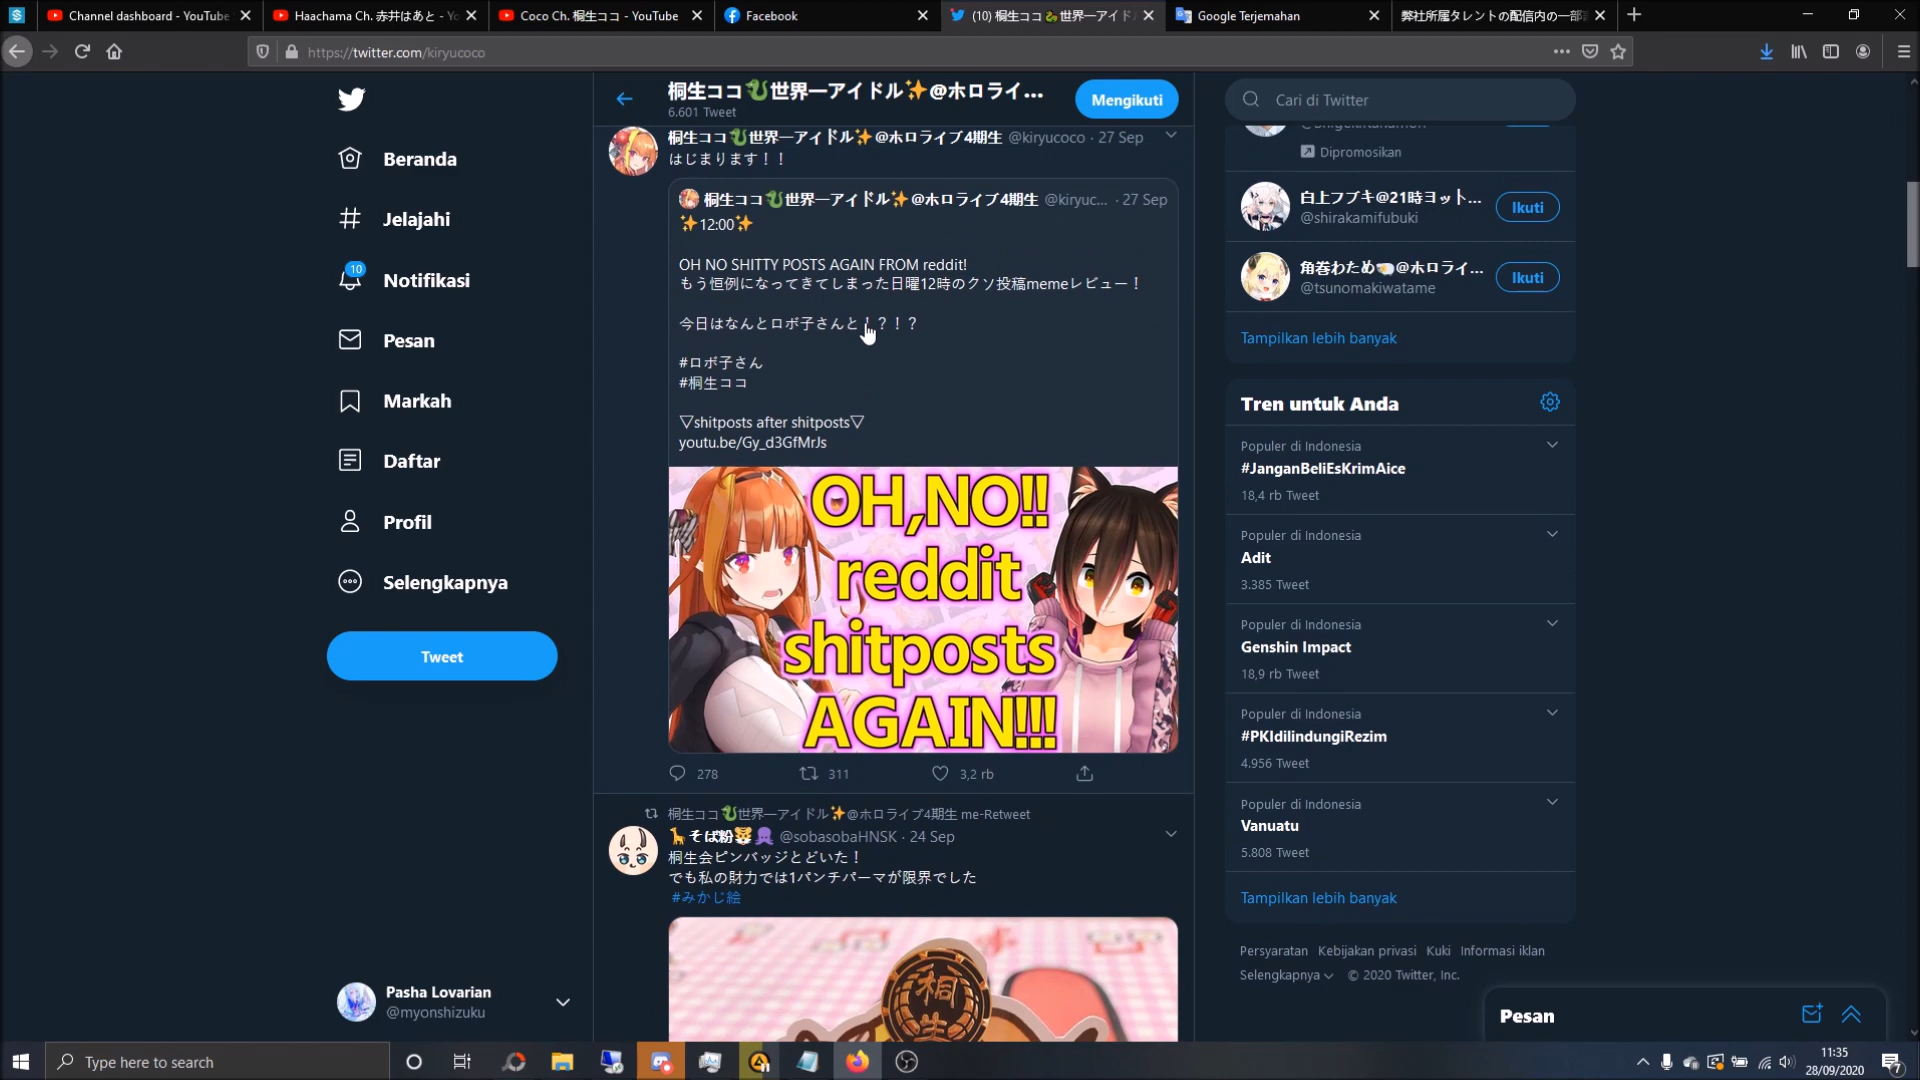 Channel dashboard - YouTube
Haachama Ch. 赤井はあと - Yo
Coco Ch. 桐生ココ - YouTube
Facebook
(10) 桐生ココ🐉世界一アイドル
Google Terjemahan
弊社所属タレントの配信内の一部
https://twitter.com/kiryucoco
桐生ココ🐉世界一アイドル✨@ホロライ...
6.601 Tweet
Mengikuti
Cari di Twitter
Beranda
Jelajahi
10
Notifikasi
Pesan
Markah
Daftar
Profil
Selengkapnya
Tweet
Pasha Lovarian
@myonshizuku
桐生ココ🐉世界一アイドル✨@ホロライブ4期生 @kiryucoco · 27 Sep
はじまります！！
桐生ココ🐉世界一アイドル✨@ホロライブ4期生 @kiryuc... · 27 Sep
✨12:00✨
OH NO SHITTY POSTS AGAIN FROM reddit!
もう恒例になってきてしまった日曜12時のクソ投稿memeレビュー！
今日はなんとロボ子さんと！？！？
#ロボ子さん
#桐生ココ
▽shitposts after shitposts▽
youtu.be/Gy_d3GfMrJs
OH,NO!!
reddit
shitposts
AGAIN!!!
278
311
3,2 rb
桐生ココ🐉世界一アイドル✨@ホロライブ4期生 me-Retweet
🦒そば粉🐯🐙 @sobasobaHNSK · 24 Sep
桐生会ピンバッジとどいた！
でも私の財力では1パンチパーマが限界でした
#みかじ絵
桐生
Dipromosikan
白上フブキ@21時ヨット...
@shirakamifubuki
Ikuti
角巻わため🐏@ホロライ...
@tsunomakiwatame
Ikuti
Tampilkan lebih banyak
Tren untuk Anda
Populer di Indonesia
#JanganBeliEsKrimAice
18,4 rb Tweet
Populer di Indonesia
Adit
3.385 Tweet
Populer di Indonesia
Genshin Impact
18,9 rb Tweet
Populer di Indonesia
#PKIdilindungiRezim
4.956 Tweet
Populer di Indonesia
Vanuatu
5.808 Tweet
Tampilkan lebih banyak
Persyaratan Kebijakan privasi Kuki Informasi iklan
Selengkapnya © 2020 Twitter, Inc.
Pesan
Type here to search
11:35
28/09/2020
7